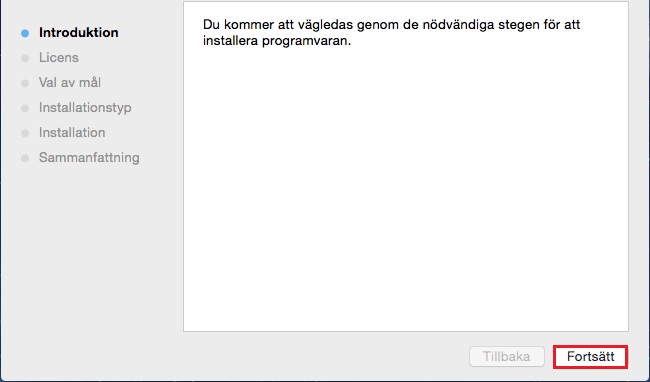 Introduktion
Licens
Val av mål
Installationstyp
Installation
Sammanfattning
Du kommer att vägledas genom de nödvändiga stegen för att
installera programvaran.
Tillbaka
Fortsätt